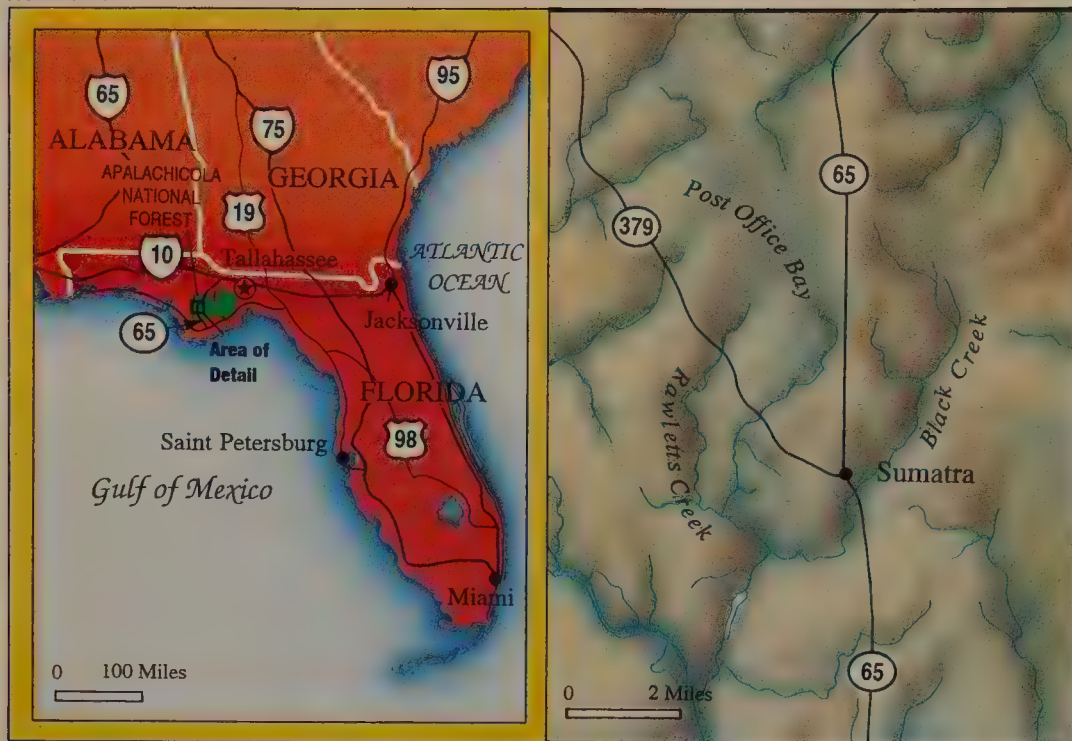 65
95
75
ALABAMA
APALACHICOLA
NATIONAL
FOREST
GEORGIA
19
10
Tallahassee
ATLANTIC
OCEAN
65
Jacksonville
Area of
Detail
FLORIDA
Saint Petersburg
98
Gulf of Mexico
Miami
0 100 Miles
65
379
Post Office Bay
Rawletts Creek
Black Creek
Sumatra
65
0 2 Miles